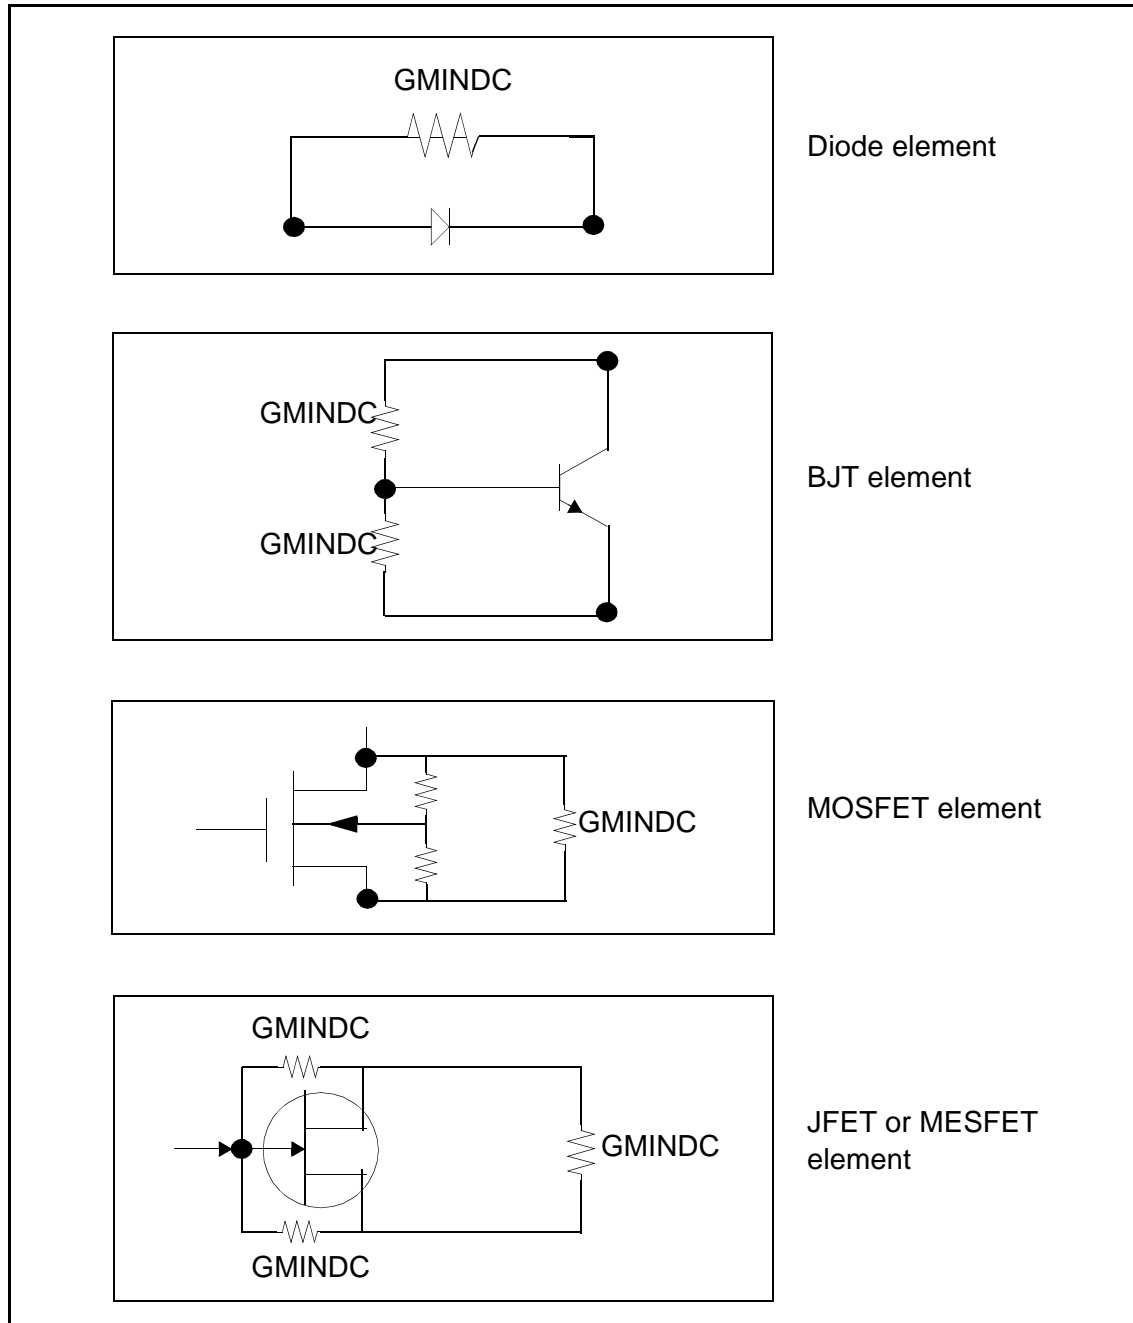 GMINDC
Diode element
GMINDC
GMINDC
BJT element
GMINDC
MOSFET element
GMINDC
GMINDC
GMINDC
JFET or MESFET
element